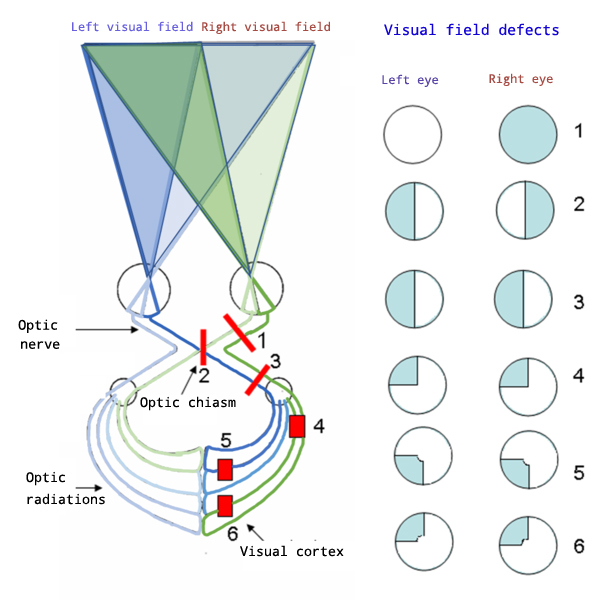 Left visual field Right visual field
Visual field defects
Left eye Right eye
1
2
3
4
5
6
Optic
nerve
1
2
3
Optic chiasm
4
5
Optic
radiations
6
Visual cortex